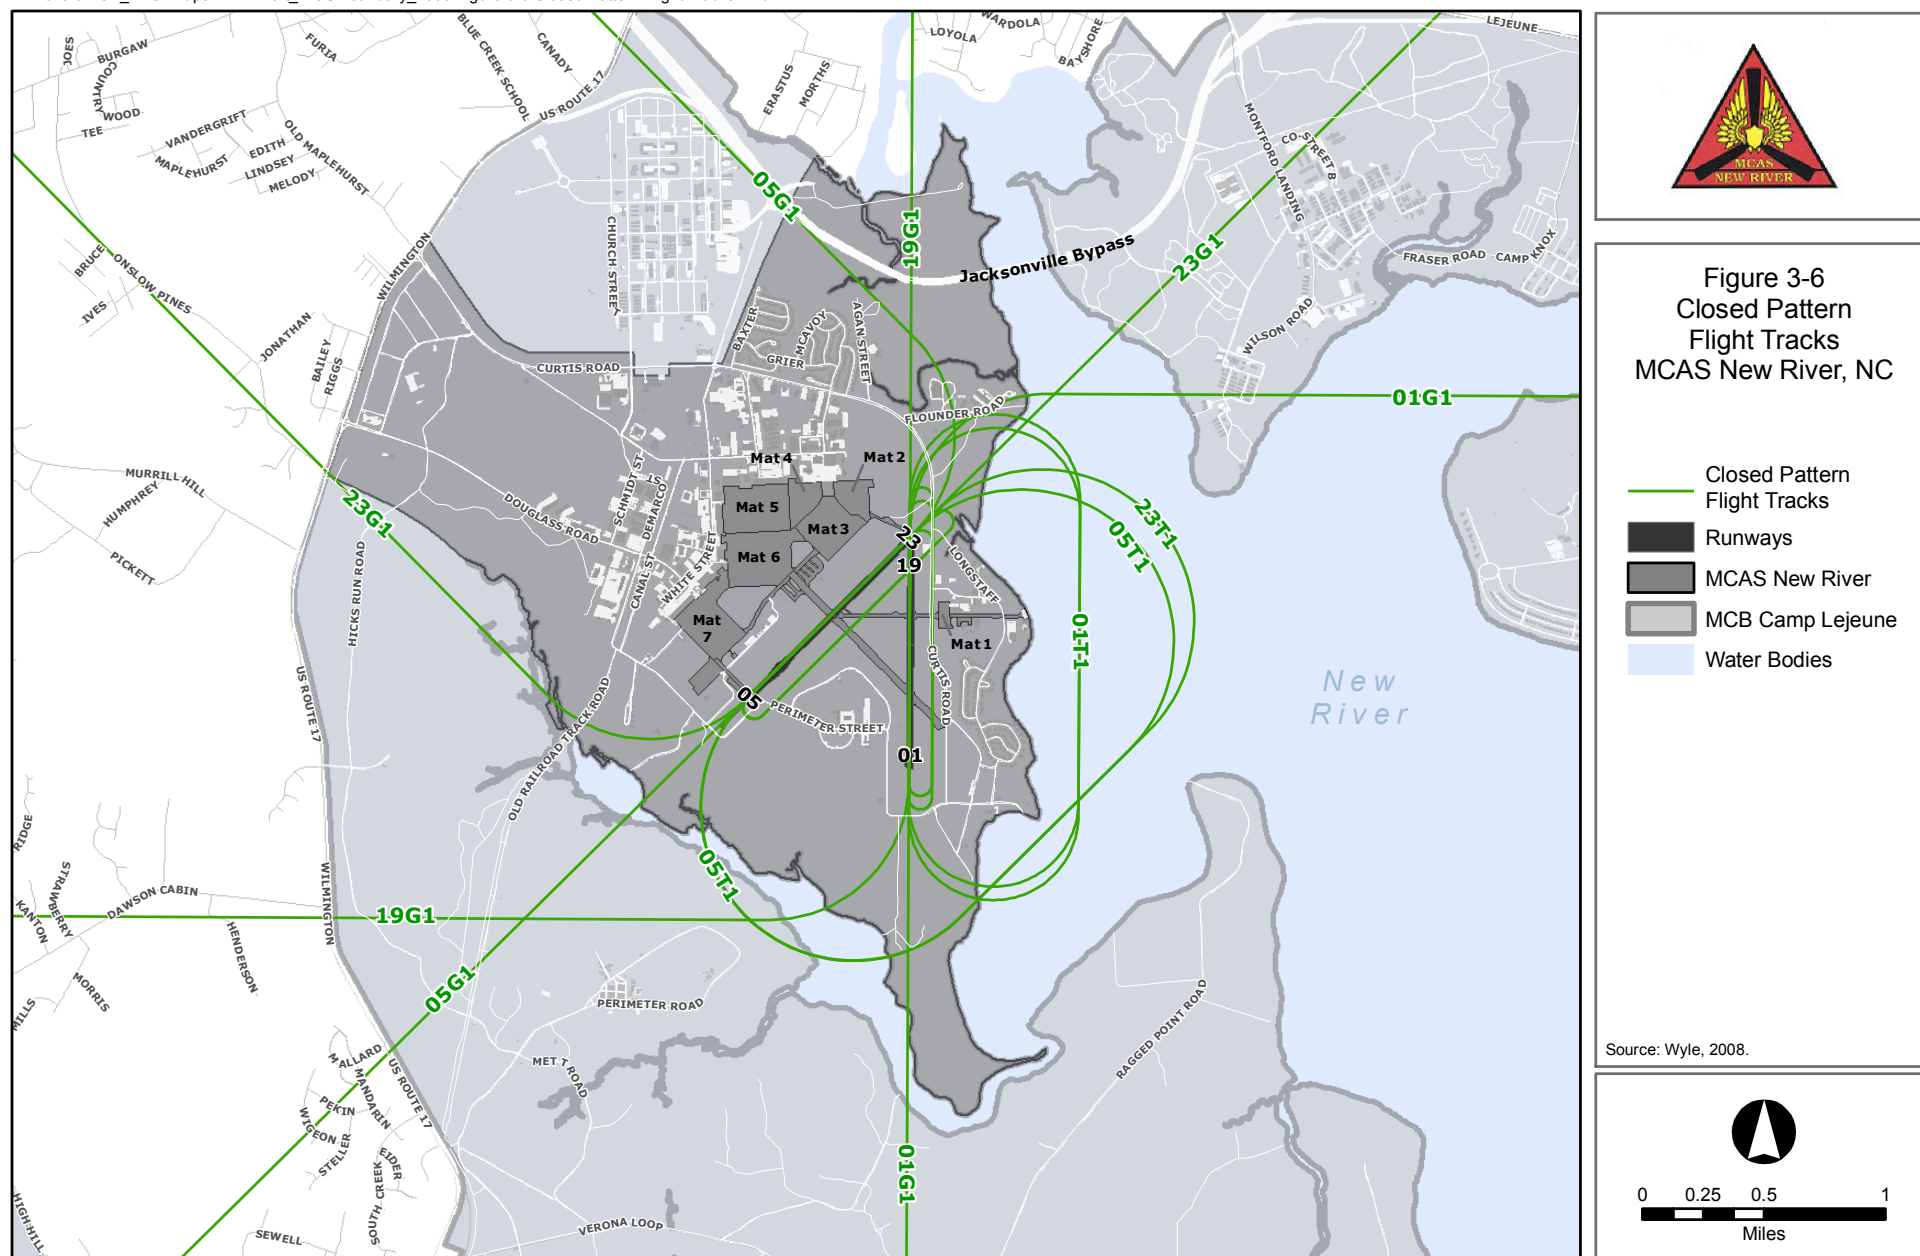 SEOJ
BURGAW
COUNTRY
WOOD
TEE
VANDERGRIFT
MAPLEHURST
EDITH
LINDSEY
MELODY
OLD MAPLEHURST
FURIA
BLUE CREEK SCHOOL
CANADY
US ROUTE 17
ERASTUS
MORTHS
LOYOLA
WARDOLA
BAYSHORE
LEJEUNE
05G1
19G1
23G1
Jacksonville Bypass
MONTFORD LANDING
CO.
STREET B
FRASER ROAD
CAMP KNOX
WILSON ROAD
BRUCE
ONSLOW PINES
IVES
JONATHAN
BAILEY
RIGGS
WILMINGTON
CHURCH STREET
CURTIS ROAD
BAXTER
MCAVOY
GRIER
AGAN STREET
FLOUNDER ROAD
01G1
MURRILL HILL
HUMPHREY
PICKETT
23G1
HICKS RUN ROAD
DOUGLASS ROAD
SCHMIDT ST
DEMARCO ST
CANAL ST
WHITE STREET
Mat 4
Mat 2
Mat 5
Mat 3
Mat 6
Mat
7
Mat 1
23
19
05
01
LONGSTAFF
CURTIS ROAD
PERIMETER STREET
23T1
05T1
01T1
05T1
New
River
US ROUTE 17
OLD RAILROAD TRACK ROAD
RIDGE
STRAWBERRY
KANTON
DAWSON CABIN
HENDERSON
WILMINGTON
MORRIS
MILLS
19G1
05G1
PERIMETER ROAD
MET T ROAD
RAGGED POINT ROAD
MALLARD
MANDARIN
PEKIN
WIGEON
STELLER
EIDER
SOUTH CREEK
US ROUTE 17
HIGH HILL
SEWELL
VERONA LOOP
01G1
MCAS
NEW RIVER
Figure 3-6
Closed Pattern
Flight Tracks
MCAS New River, NC
Closed Pattern
Flight Tracks
Runways
MCAS New River
MCB Camp Lejeune
Water Bodies
Source: Wyle, 2008.
0 0.25 0.5 1
Miles